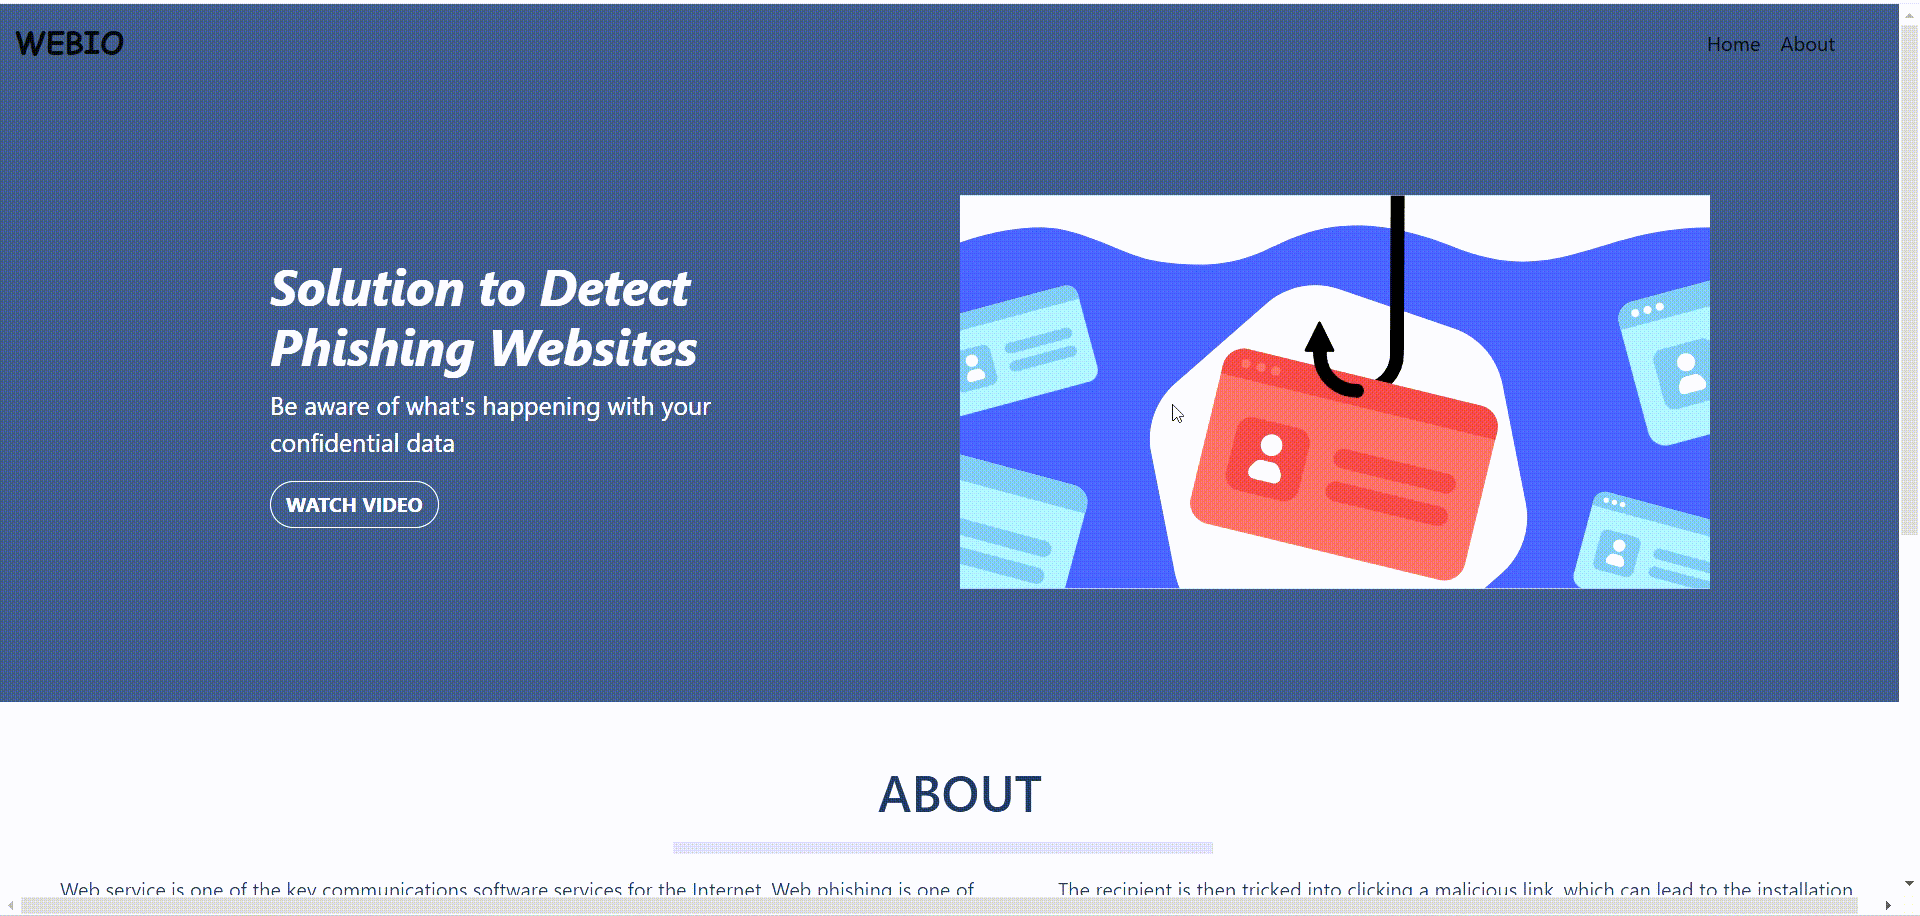 WEBIO
Home About
Solution to Detect
Phishing Websites
Be aware of what's happening with your
confidential data
WATCH VIDEO
ABOUT
Web service is one of the key communications software services for the Internet. Web phishing is one of
The recipient is then tricked into clicking a malicious link, which can lead to the installation